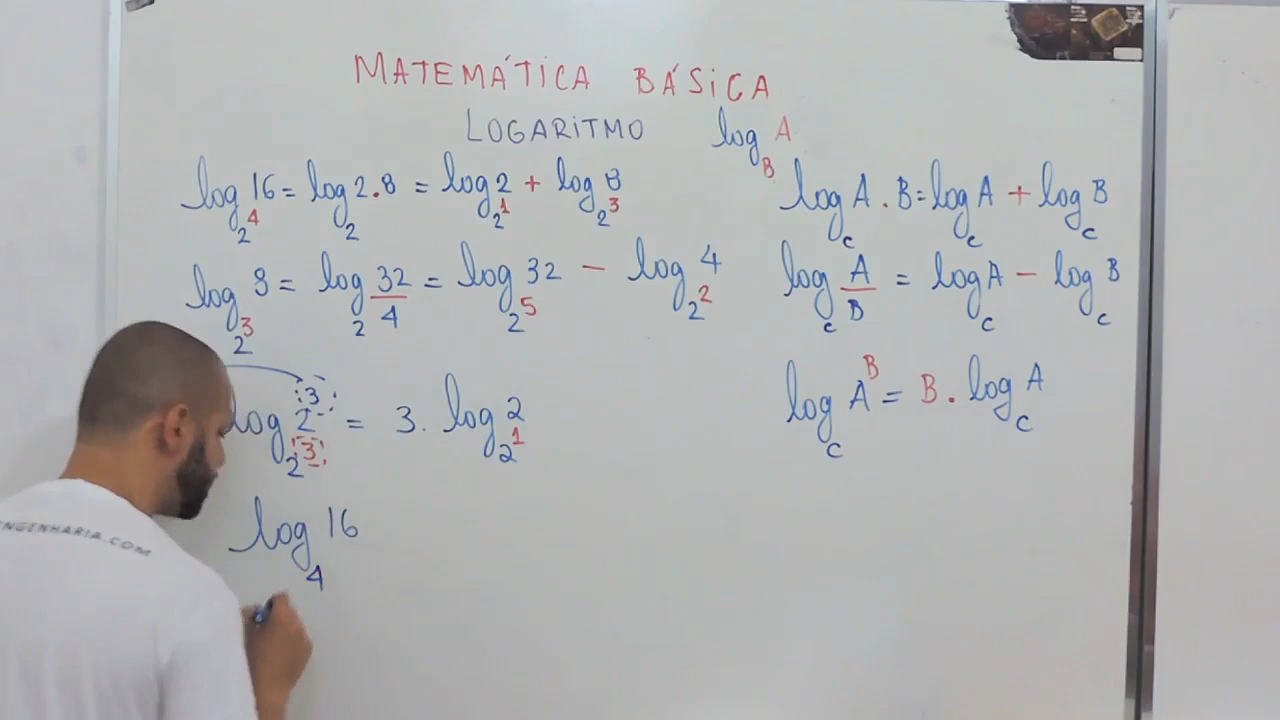 MATEMÁTICA BÁSICA
LOGARITMO log_B A
log_2^4 16 = log_2 2.8 = log_2^1 2 + log_2^3 8
log_c A . B = log_c A + log_c B
log_2^3 8 = log_2 32/4 = log_2^5 32 − log_2^2 4
log_c A/B = log_c A − log_c B
log_2^3 2^3 = 3. log_2^1 2
log_c A^B = B . log_c A
log_4 16
ENGENHARIA.COM